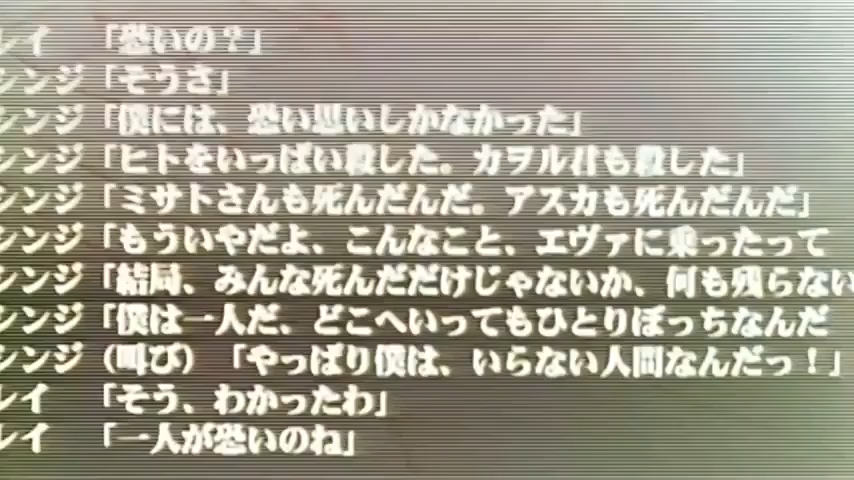 レイ 「恐いの？」
シンジ「そうさ」
シンジ「僕には、恐い思いしかなかった」
シンジ「ヒトをいっぱい殺した。カヲル君も殺した」
シンジ「ミサトさんも死んだんだ。アスカも死んだんだ」
シンジ「もういやだよ、こんなこと、エヴァに乗ったって
シンジ「結局、みんな死んだだけじゃないか、何も残らない
シンジ「僕は一人だ、どこへいってもひとりぼっちなんだ
シンジ（叫び）「やっぱり僕は、いらない人間なんだっ！」
レイ 「そう、わかったわ」
レイ 「一人が恐いのね」